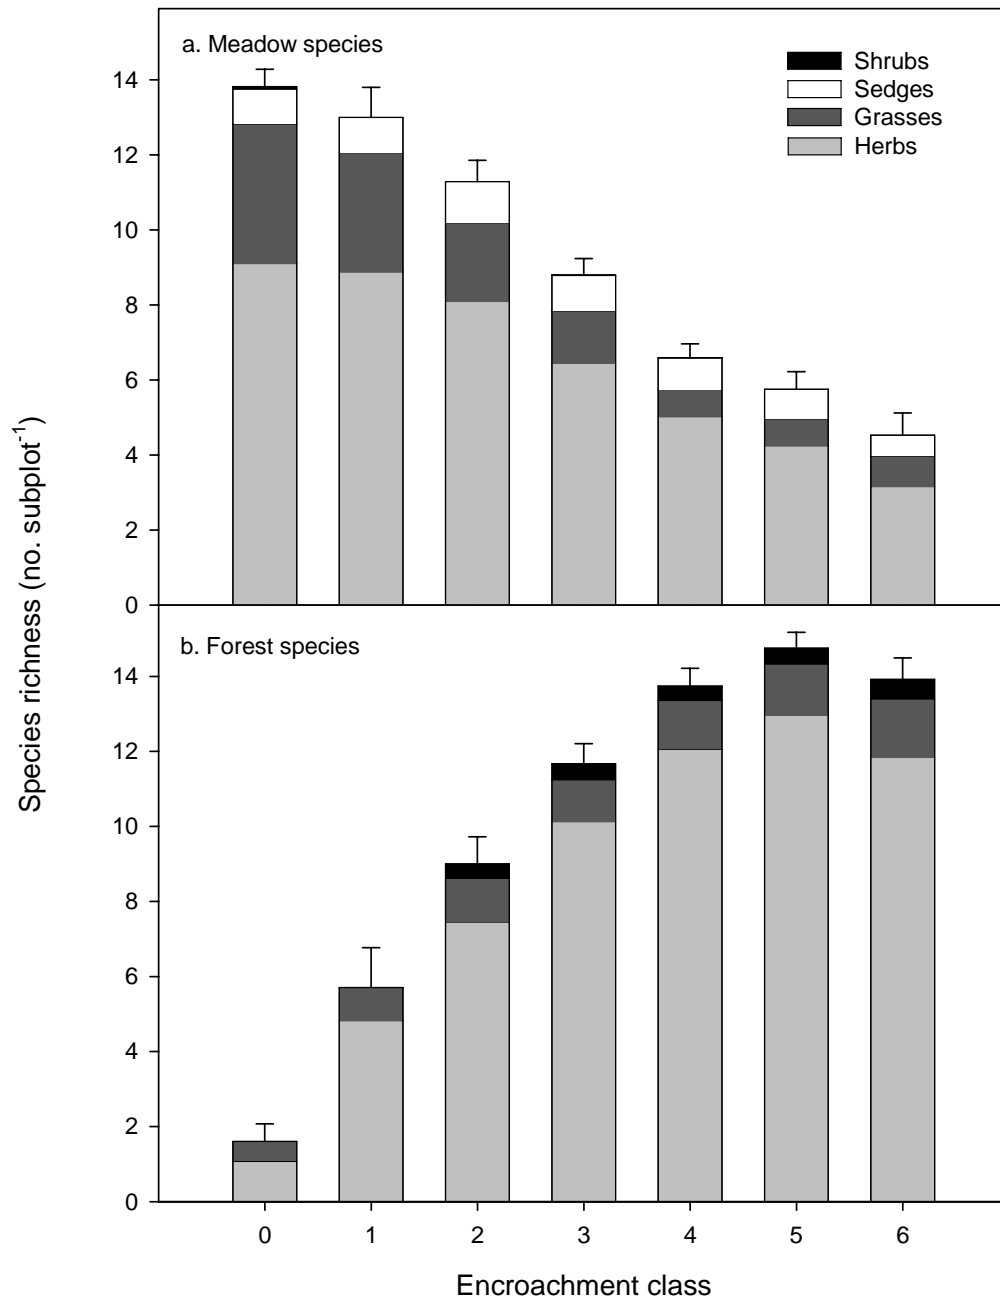 a. Meadow species
Shrubs
Sedges
Grasses
Herbs
14
12
10
8
6
4
2
0
Species richness (no. subplot⁻¹)
b. Forest species
14
12
10
8
6
4
2
0
0 1 2 3 4 5 6
Encroachment class